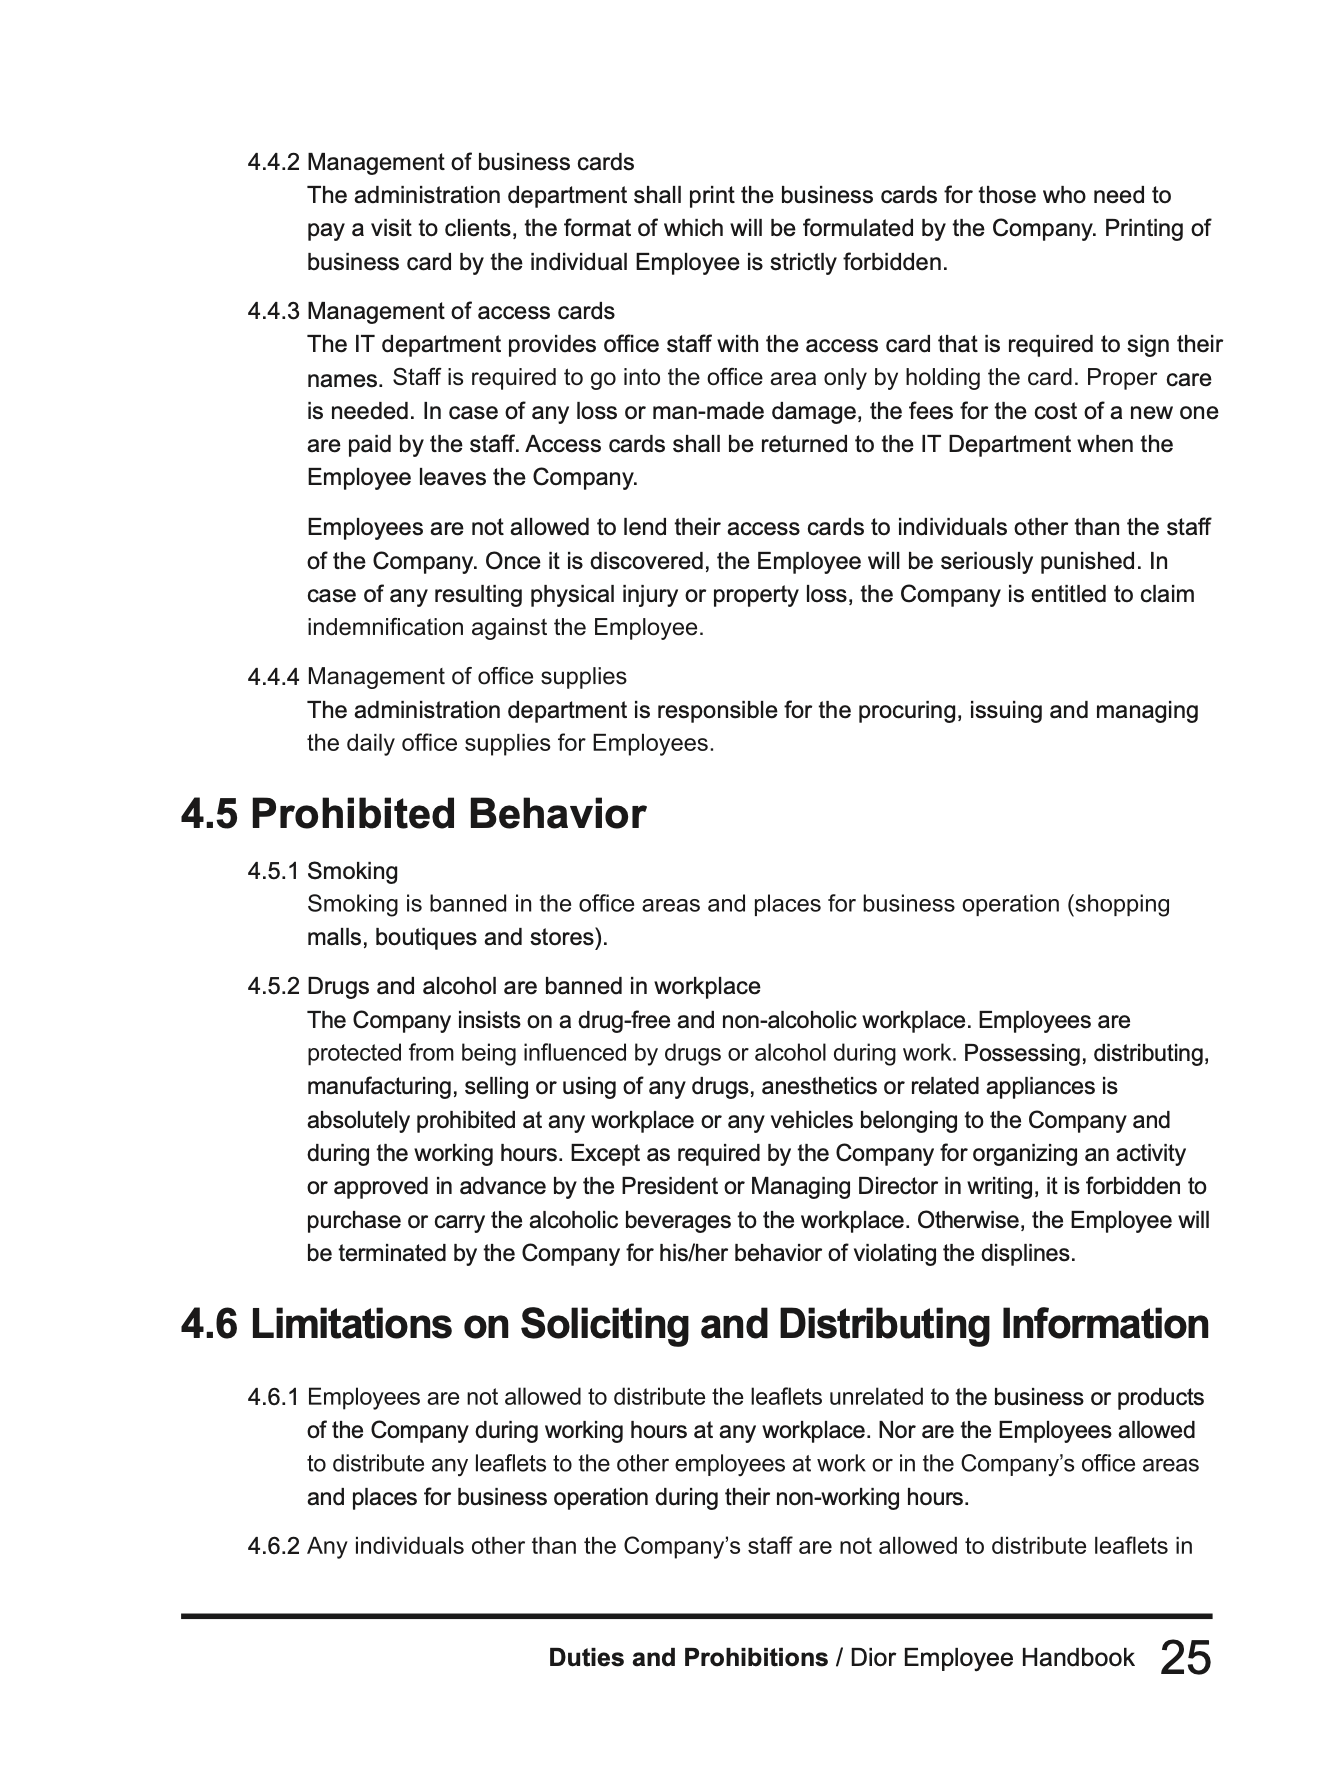 4.4.2 Management of business cards
The administration department shall print the business cards for those who need to
pay a visit to clients, the format of which will be formulated by the Company. Printing of
business card by the individual Employee is strictly forbidden.
4.4.3 Management of access cards
The IT department provides office staff with the access card that is required to sign their
names. Staff is required to go into the office area only by holding the card. Proper care
is needed. In case of any loss or man-made damage, the fees for the cost of a new one
are paid by the staff. Access cards shall be returned to the IT Department when the
Employee leaves the Company.
Employees are not allowed to lend their access cards to individuals other than the staff
of the Company. Once it is discovered, the Employee will be seriously punished. In
case of any resulting physical injury or property loss, the Company is entitled to claim
indemnification against the Employee.
4.4.4 Management of office supplies
The administration department is responsible for the procuring, issuing and managing
the daily office supplies for Employees.
4.5 Prohibited Behavior
4.5.1 Smoking
Smoking is banned in the office areas and places for business operation (shopping
malls, boutiques and stores).
4.5.2 Drugs and alcohol are banned in workplace
The Company insists on a drug-free and non-alcoholic workplace. Employees are
protected from being influenced by drugs or alcohol during work. Possessing, distributing,
manufacturing, selling or using of any drugs, anesthetics or related appliances is
absolutely prohibited at any workplace or any vehicles belonging to the Company and
during the working hours. Except as required by the Company for organizing an activity
or approved in advance by the President or Managing Director in writing, it is forbidden to
purchase or carry the alcoholic beverages to the workplace. Otherwise, the Employee will
be terminated by the Company for his/her behavior of violating the displines.
4.6 Limitations on Soliciting and Distributing Information
4.6.1 Employees are not allowed to distribute the leaflets unrelated to the business or products
of the Company during working hours at any workplace. Nor are the Employees allowed
to distribute any leaflets to the other employees at work or in the Company’s office areas
and places for business operation during their non-working hours.
4.6.2 Any individuals other than the Company’s staff are not allowed to distribute leaflets in
Duties and Prohibitions / Dior Employee Handbook 25